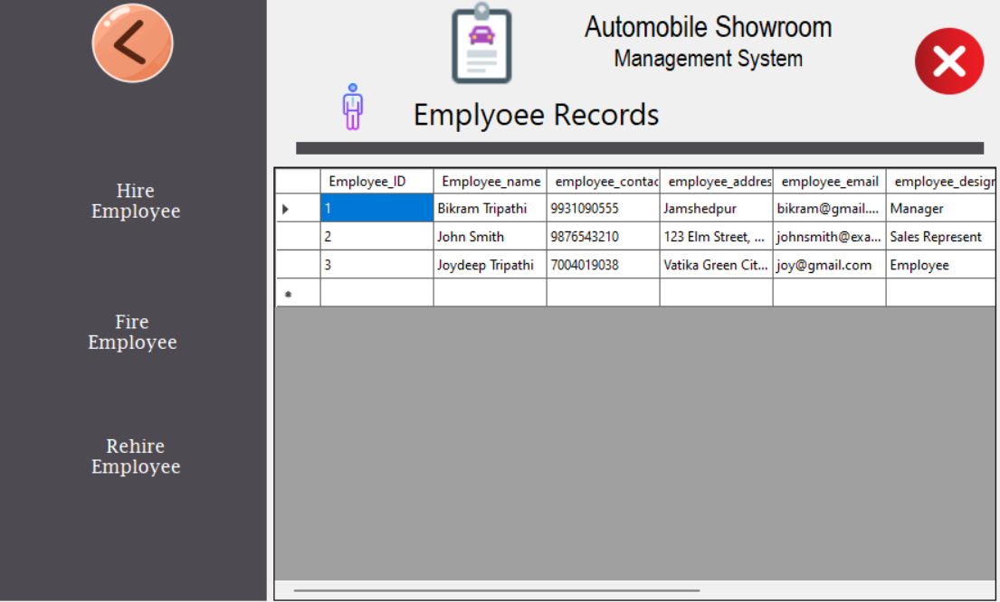 Automobile Showroom
Management System
Emplyoee Records
Hire
Employee
Fire
Employee
Rehire
Employee
Employee_ID Employee_name employee_contac employee_addres employee_email employee_design
1 Bikram Tripathi 9931090555 Jamshedpur bikram@gmail.... Manager
2 John Smith 9876543210 123 Elm Street, ... johnsmith@exa... Sales Represent
3 Joydeep Tripathi 7004019038 Vatika Green Cit... joy@gmail.com Employee